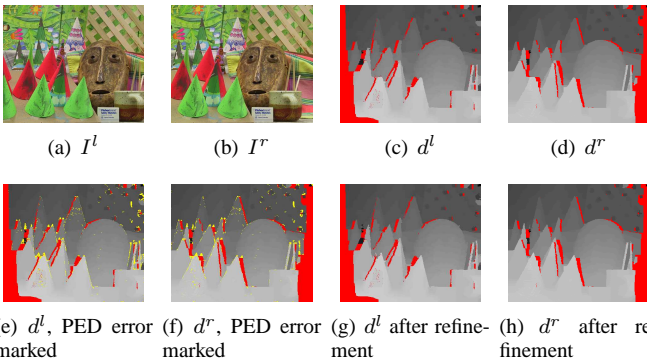 (a) I^l
(b) I^r
(c) d^l
(d) d^r
(e) d^l, PED error (f) d^r, PED error (g) d^l after refine- (h) d^r after re
marked marked ment finement